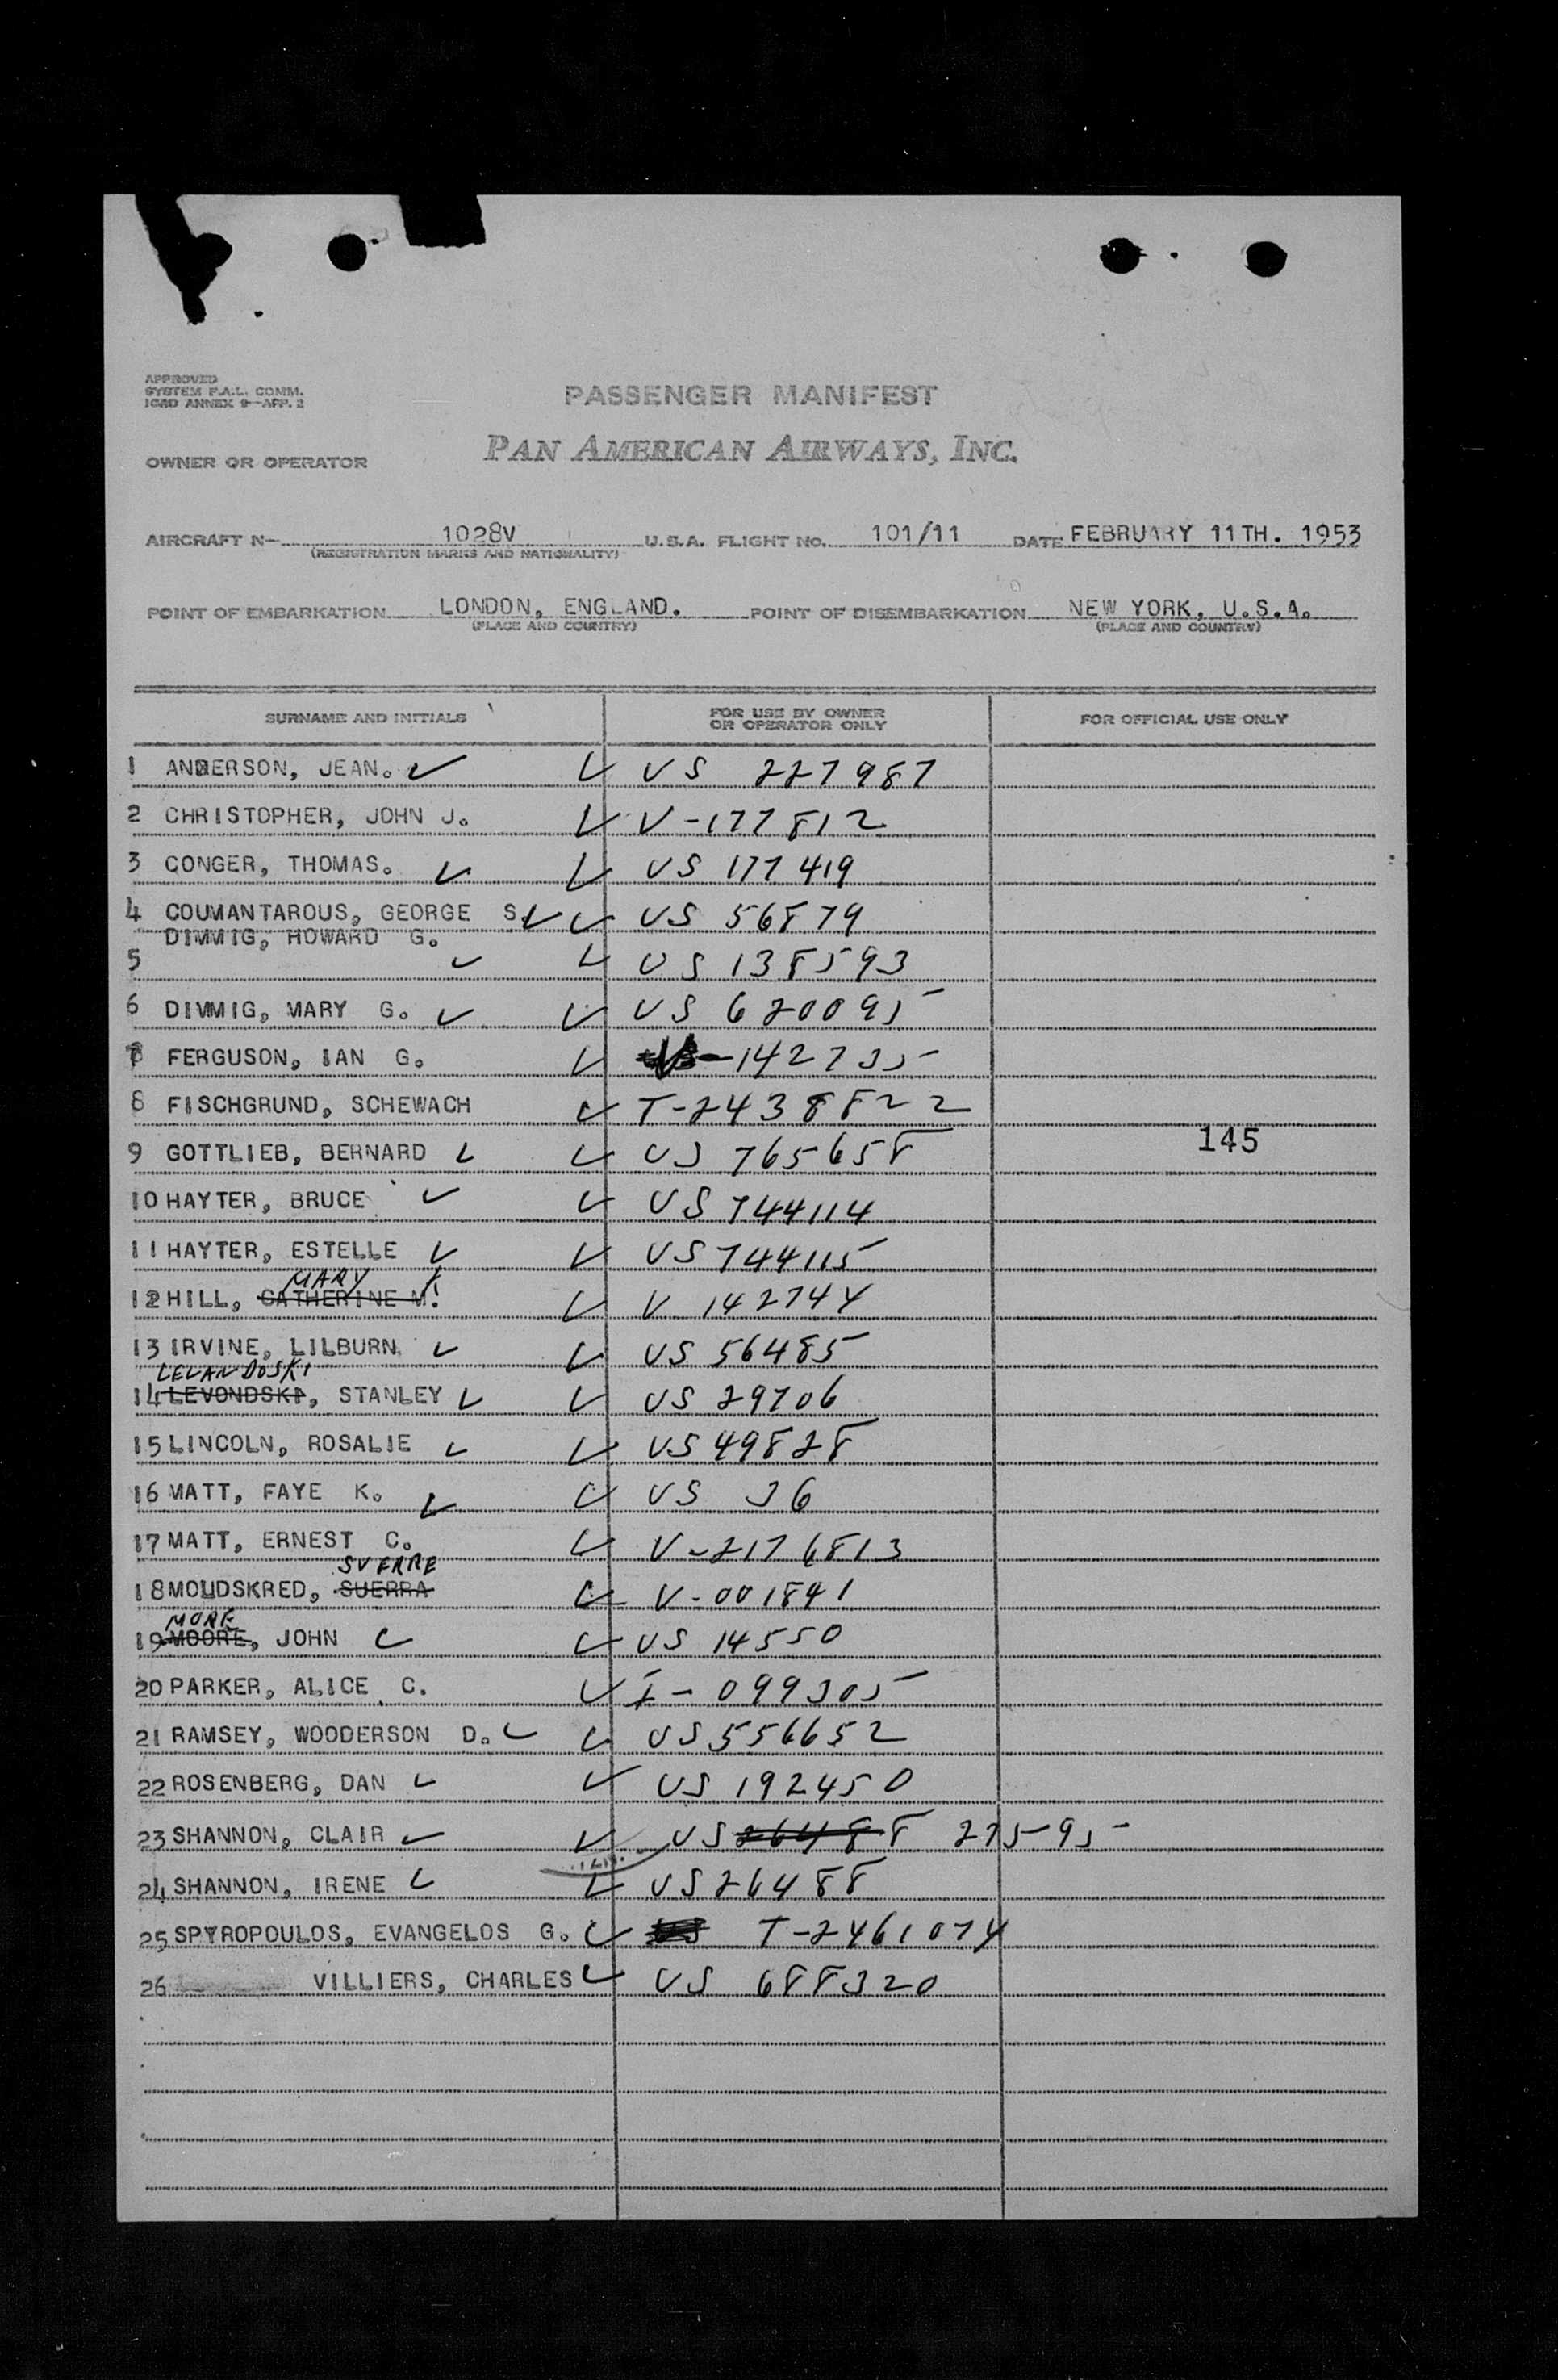 APPROVED
SYSTEM F.A.L. COMM.
ICAO ANNEX 9—APP. 2
PASSENGER MANIFEST
PAN AMERICAN AIRWAYS, INC.
OWNER OR OPERATOR
AIRCRAFT N— 1028V U.S.A. FLIGHT NO. 101/11 DATE FEBRUARY 11TH. 1953
(REGISTRATION MARKS AND NATIONALITY)
POINT OF EMBARKATION LONDON, ENGLAND. POINT OF DISEMBARKATION NEW YORK, U.S.A.
(PLACE AND COUNTRY) (PLACE AND COUNTRY)
SURNAME AND INITIALS FOR USE BY OWNER OR OPERATOR ONLY FOR OFFICIAL USE ONLY
1 ANDERSON, JEAN. ✓ ✓ US 227987
2 CHRISTOPHER, JOHN J. ✓ V-177812
3 CONGER, THOMAS. ✓ ✓ US 177419
4 COUMANTAROUS, GEORGE S ✓ ✓ US 56879
DIMMIG, HOWARD G.
5 ✓ ✓ US 138593
6 DIMMIG, MARY G. ✓ ✓ US 620095
7 FERGUSON, IAN G. ✓ -142735
8 FISCHGRUND, SCHEWACH ✓ T-2438822
9 GOTTLIEB, BERNARD ✓ ✓ US 765658 145
10 HAYTER, BRUCE ✓ ✓ US 744114
11 HAYTER, ESTELLE ✓ ✓ US 744115
MARY
12 HILL, CATHERINE M. ✓ V 142744
13 IRVINE, LILBURN ✓ ✓ US 56485
LEVANDOSKI
14 LEVONDSKI, STANLEY ✓ ✓ US 29706
15 LINCOLN, ROSALIE ✓ ✓ US 49828
16 MATT, FAYE K. ✓ ✓ US 36
17 MATT, ERNEST C. ✓ V-2176813
SVERRE
18 MOUDSKRED, SUERRA ✓ V-001841
MORE
19 MOORE, JOHN ✓ ✓ US 14550
20 PARKER, ALICE C. ✓ I-099305
21 RAMSEY, WOODERSON D. ✓ ✓ US 556652
22 ROSENBERG, DAN ✓ ✓ US 192450
23 SHANNON, CLAIR ✓ ✓ US 26488 27595
24 SHANNON, IRENE ✓ ✓ US 26488
25 SPYROPOULOS, EVANGELOS G. ✓ T-2461074
26 VILLIERS, CHARLES ✓ US 688320